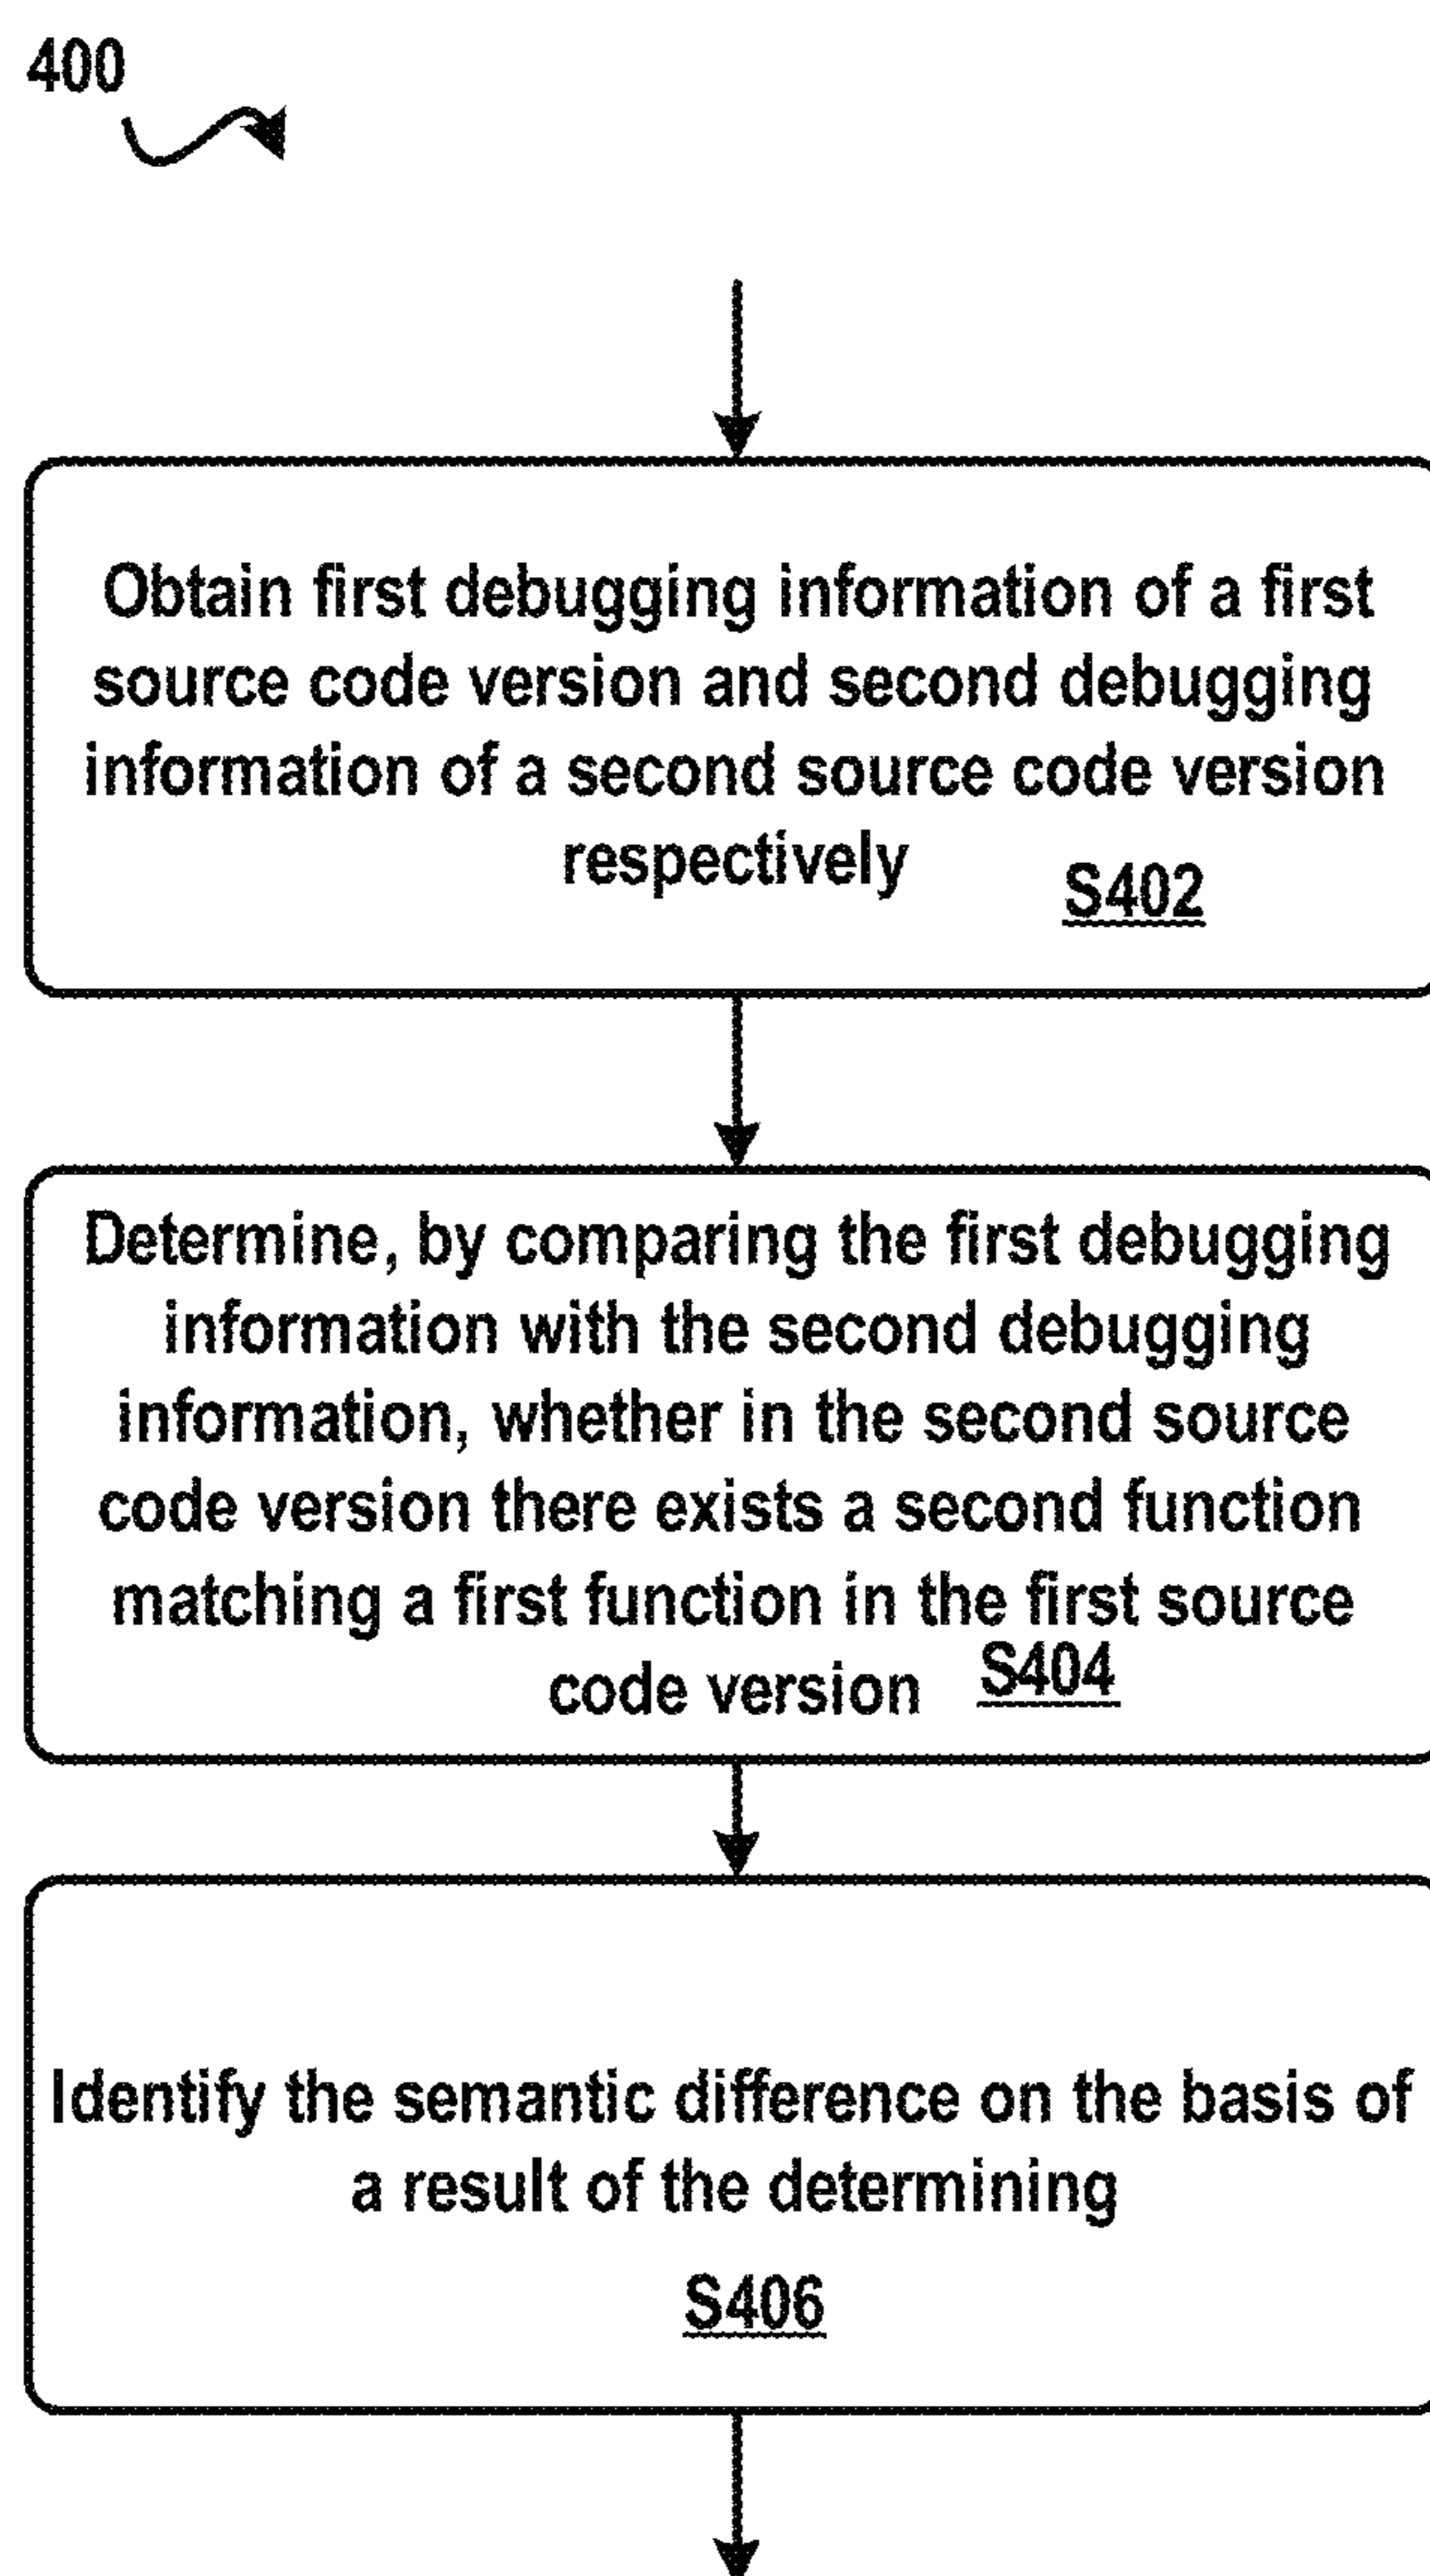 400
Obtain first debugging information of a first
source code version and second debugging
information of a second source code version
respectively
S402
Determine, by comparing the first debugging
information with the second debugging
information, whether in the second source
code version there exists a second function
matching a first function in the first source
code version S404
Identify the semantic difference on the basis of
a result of the determining
S406